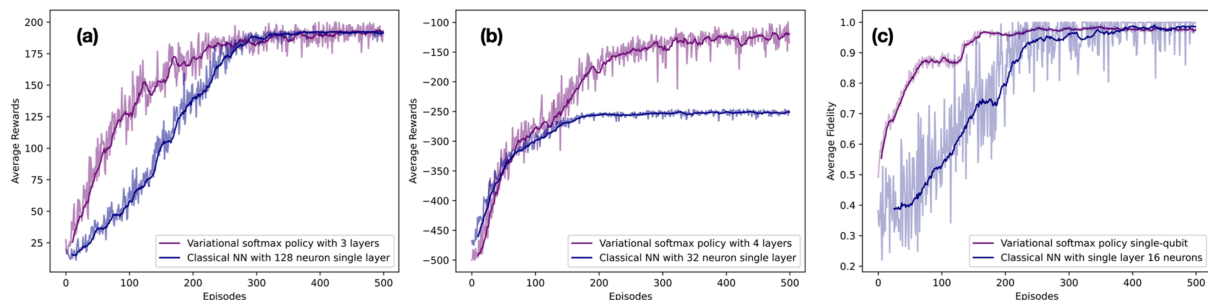 (a)
Average Rewards
200
175
150
125
100
75
50
25
0
100
200
300
400
500
Episodes
Variational softmax policy with 3 layers
Classical NN with 128 neuron single layer
(b)
Average Rewards
−100
−150
−200
−250
−300
−350
−400
−450
−500
0
100
200
300
400
500
Episodes
Variational softmax policy with 4 layers
Classical NN with 32 neuron single layer
(c)
Average Fidelity
1.0
0.9
0.8
0.7
0.6
0.5
0.4
0.3
0.2
0
100
200
300
400
500
Episodes
Variational softmax policy single-qubit
Classical NN with single layer 16 neurons